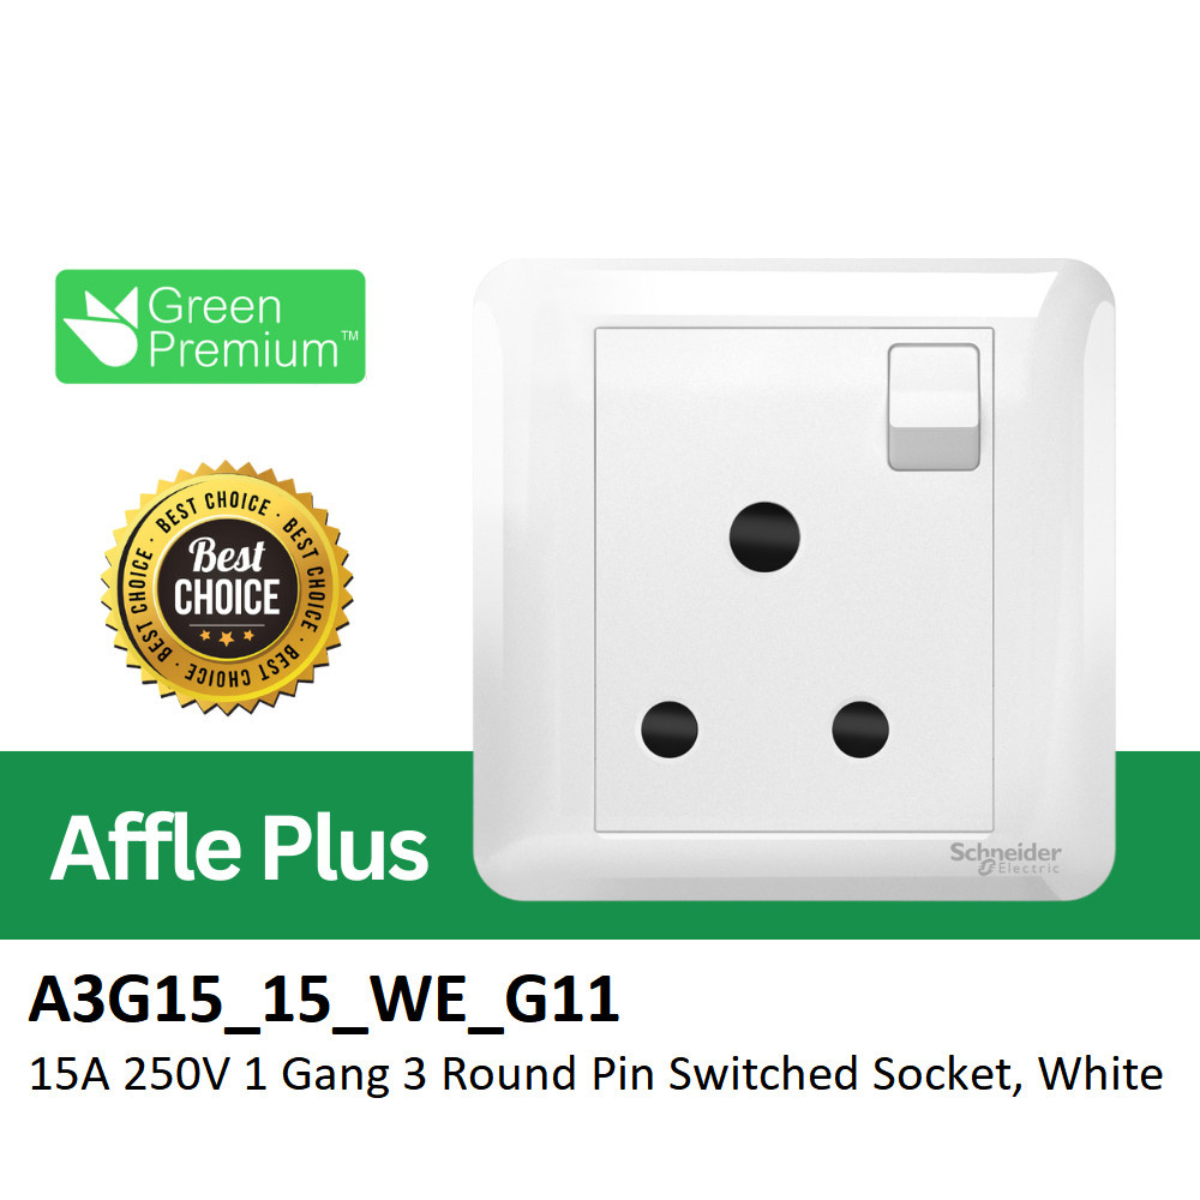 Green
Premium™
BEST CHOICE · BEST CHOICE · BEST CHOICE · BEST CHOICE ·
Best
CHOICE
Schneider
Electric
Affle Plus
A3G15_15_WE_G11
15A 250V 1 Gang 3 Round Pin Switched Socket, White